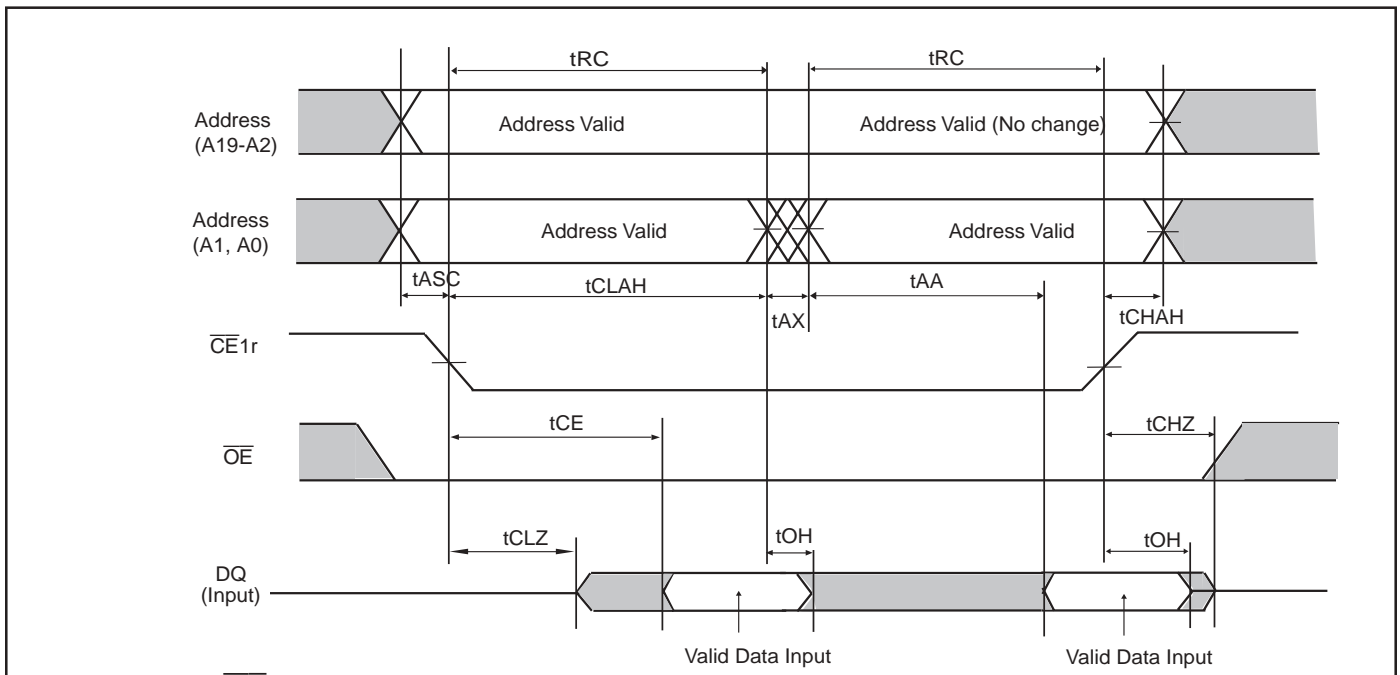 tRC tRC
Address
(A19-A2)
Address Valid Address Valid (No change)
Address
(A1, A0)
Address Valid Address Valid
tASC tCLAH tAX tAA tCHAH
CE1r
tCE tCHZ
OE
tCLZ tOH tOH
DQ
(Input)
Valid Data Input Valid Data Input